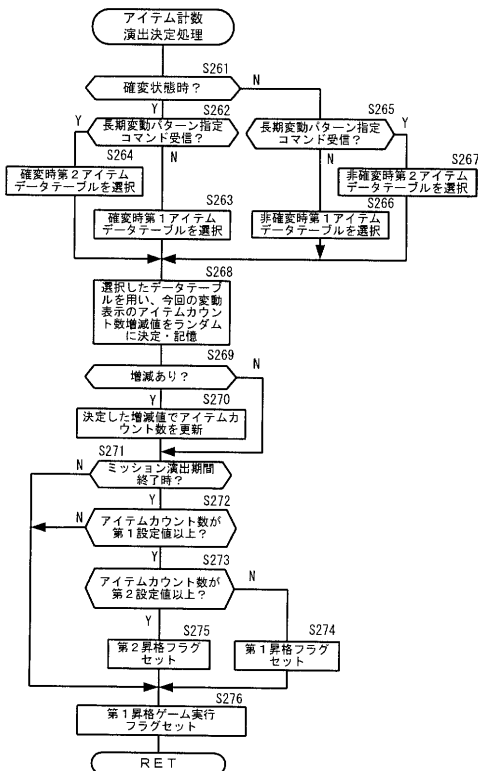 アイテム計数
演出決定処理
S261
確変状態時？
N
Y
S262
長期変動パターン指定
コマンド受信？
Y
N
S265
長期変動パターン指定
コマンド受信？
Y
N
S264
確変時第２アイテム
データテーブルを選択
S267
非確変時第２アイテム
データテーブルを選択
S263
確変時第１アイテム
データテーブルを選択
S266
非確変時第１アイテム
データテーブルを選択
S268
選択したデータテーブ
ルを用い、今回の変動
表示のアイテムカウン
ト数増減値をランダム
に決定・記憶
S269
増減あり？
N
Y
S270
決定した増減値でアイテムカ
ウント数を更新
S271
ミッション演出期間
終了時？
N
Y
S272
アイテムカウント数が
第１設定値以上？
N
Y
S273
アイテムカウント数が
第２設定値以上？
N
Y
S275
第２昇格フラグ
セット
S274
第１昇格フラグ
セット
S276
第１昇格ゲーム実行
フラグセット
RET